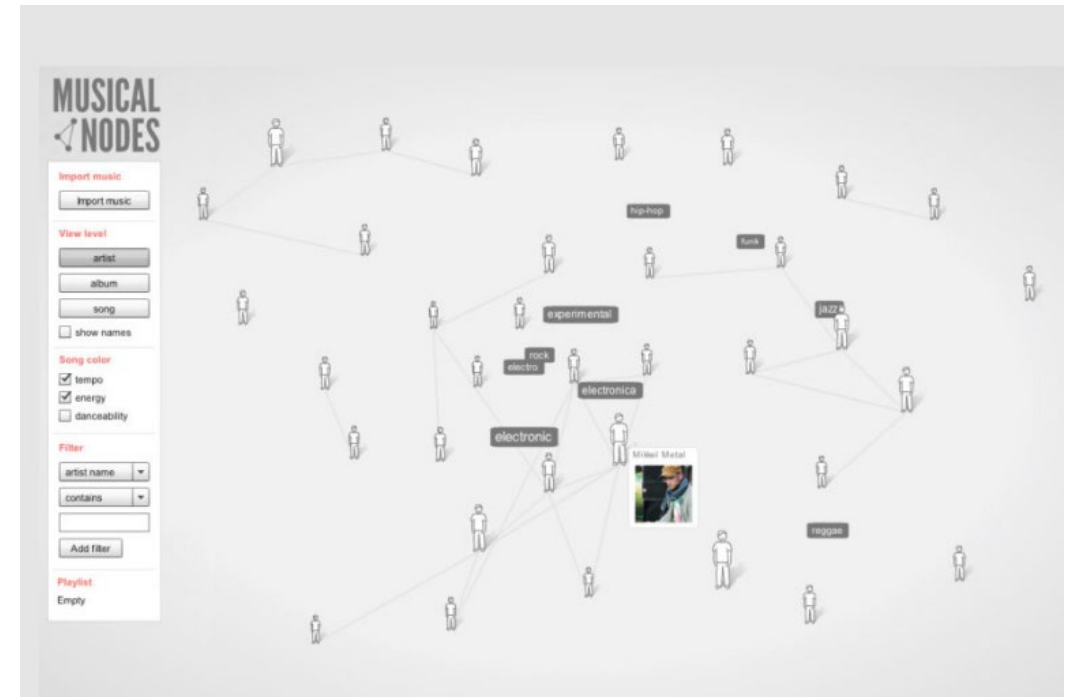 MUSICAL
NODES
Import music
Import music
View level
artist
album
song
show names
Song color
tempo
energy
danceability
Filter
artist name
contains
Add filter
Playlist
Empty
hip-hop
funk
experimental
jazz
rock
electro
electronica
electronic
Mikkel Metal
reggae